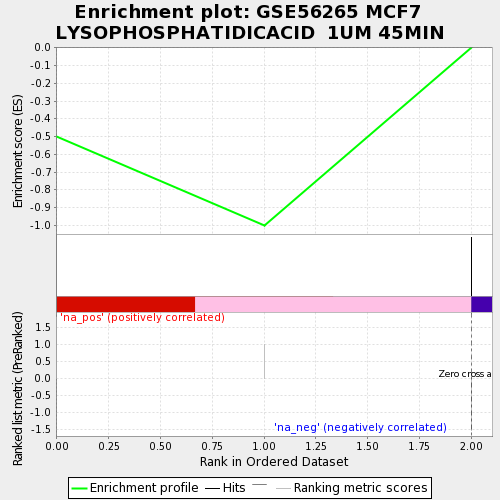 Enrichment plot: GSE56265 MCF7
LYSOPHOSPHATIDICACID 1UM 45MIN
Enrichment score (ES)
0.0
-0.1
-0.2
-0.3
-0.4
-0.5
-0.6
-0.7
-0.8
-0.9
-1.0
'na_pos' (positively correlated)
Ranked list metric (PreRanked)
1.5
1.0
0.5
0.0
-0.5
-1.0
-1.5
Zero cross a
'na_neg' (negatively correlated)
0.00 0.25 0.50 0.75 1.00 1.25 1.50 1.75 2.00
Rank in Ordered Dataset
Enrichment profile Hits Ranking metric scores